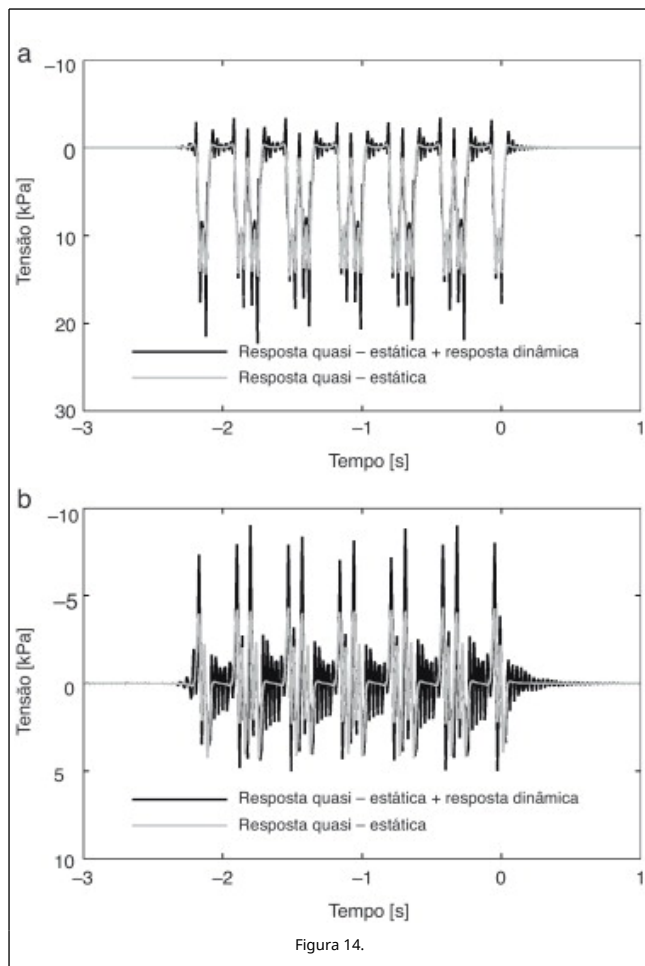 a
−10
0
10
20
30
Tensão [kPa]
Resposta quasi – estática + resposta dinâmica
Resposta quasi – estática
−3
−2
−1
0
1
Tempo [s]
b
−10
−5
0
5
10
Tensão [kPa]
Resposta quasi – estática + resposta dinâmica
Resposta quasi – estática
−3
−2
−1
0
1
Tempo [s]
Figura 14.